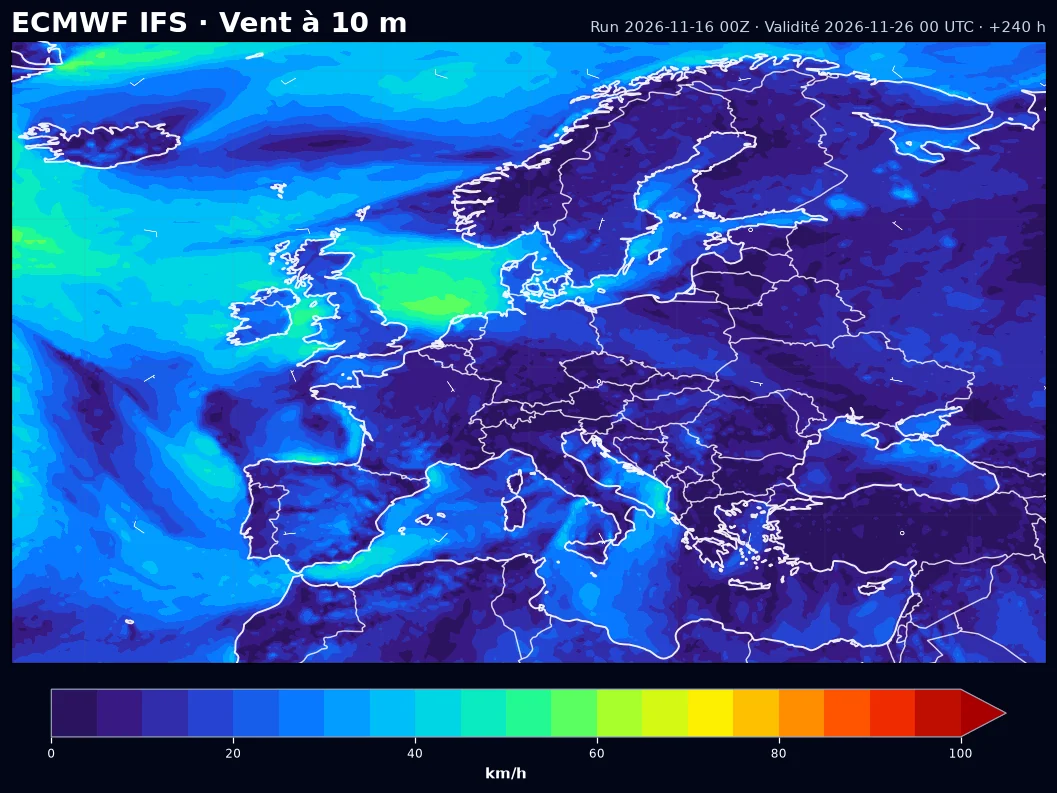 ECMWF IFS · Vent à 10 m
Run 2026-11-16 00Z · Validité 2026-11-26 00 UTC · +240 h
0 20 40 60 80 100
km/h